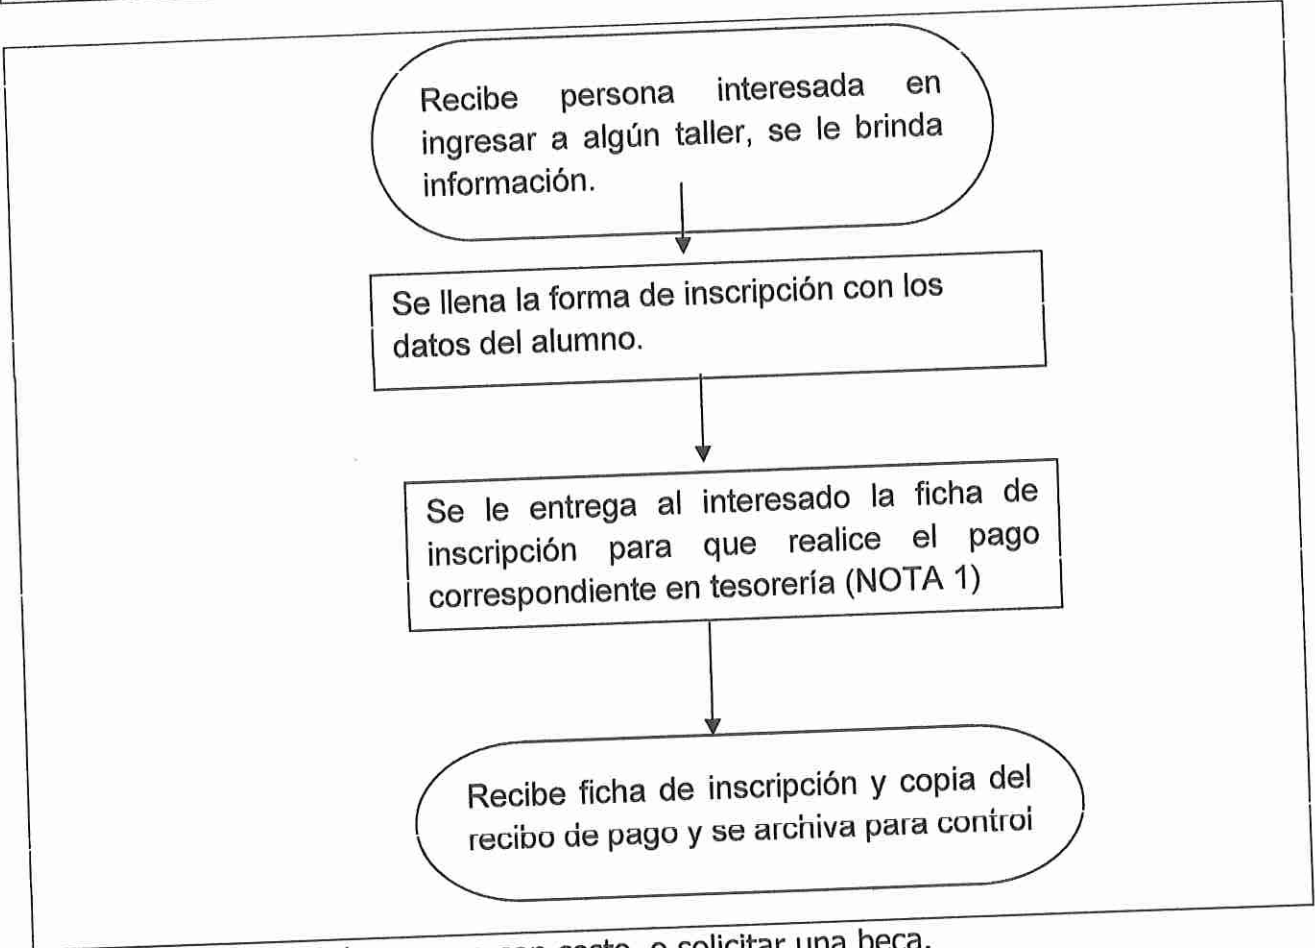 Recibe persona interesada en
ingresar a algún taller, se le brinda
información.
Se llena la forma de inscripción con los
datos del alumno.
Se le entrega al interesado la ficha de
inscripción para que realice el pago
correspondiente en tesorería (NOTA 1)
Recibe ficha de inscripción y copia del
recibo de pago y se archiva para control
costo, o solicitar una beca.